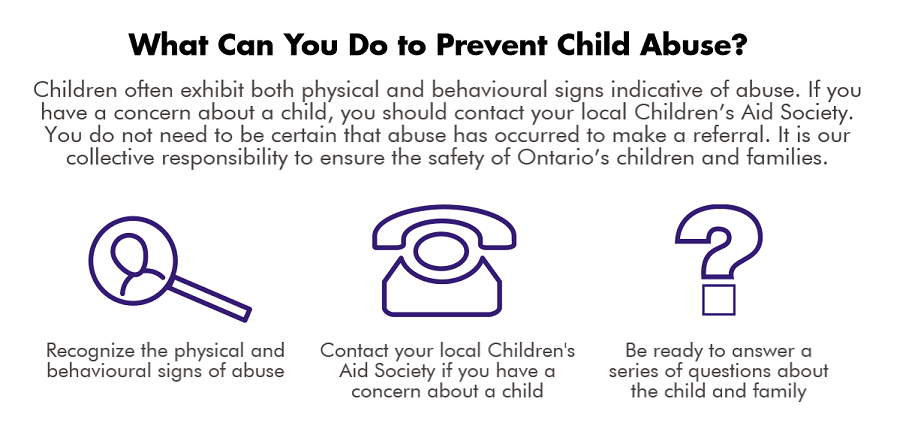 What Can You Do to Prevent Child Abuse?
Children often exhibit both physical and behavioural signs indicative of abuse. If you
have a concern about a child, you should contact your local Children’s Aid Society.
You do not need to be certain that abuse has occurred to make a referral. It is our
collective responsibility to ensure the safety of Ontario’s children and families.
Recognize the physical and
behavioural signs of abuse
Contact your local Children's
Aid Society if you have a
concern about a child
Be ready to answer a
series of questions about
the child and family